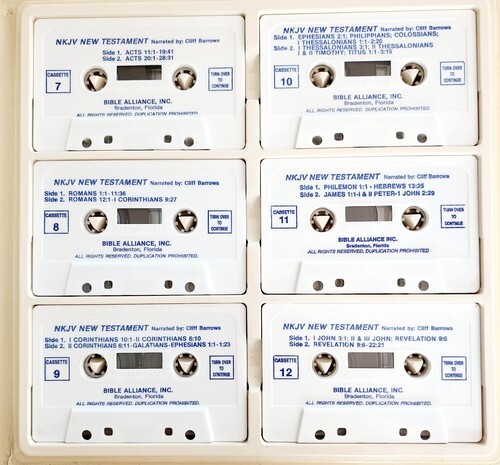 NKJV NEW TESTAMENT Narrated by: Cliff Barrows
Side 1. ACTS 11:1-19:41
Side 2. ACTS 20:1-28:31
CASSETTE
7
TURN OVER
TO
CONTINUE
BIBLE ALLIANCE, INC.
Bradenton, Florida
ALL RIGHTS RESERVED. DUPLICATION PROHIBITED.
NKJV NEW TESTAMENT Narrated by: Cliff Barrows
Side 1. ROMANS 1:1-11:36
Side 2. ROMANS 12:1-I CORINTHIANS 9:27
CASSETTE
8
TURN OVER
TO
CONTINUE
BIBLE ALLIANCE, INC.
Bradenton, Florida
ALL RIGHTS RESERVED. DUPLICATION PROHIBITED.
NKJV NEW TESTAMENT Narrated by: Cliff Barrows
Side 1. I CORINTHIANS 10:1-II CORINTHIANS 6:10
Side 2. II CORINTHIANS 6:11-GALATIANS-EPHESIANS 1:1-1:23
CASSETTE
9
TURN OVER
TO
CONTINUE
BIBLE ALLIANCE, INC.
Bradenton, Florida
ALL RIGHTS RESERVED. DUPLICATION PROHIBITED.
NKJV NEW TESTAMENT Narrated by: Cliff Barrows
Side 1. EPHESIANS 2:1; PHILIPPIANS; COLOSSIANS;
I THESSALONIANS 1:1-2:20
Side 2. I THESSALONIANS 3:1; II THESSALONIANS
I & II TIMOTHY; TITUS 1:1-3:15
CASSETTE
10
TURN OVER
TO
CONTINUE
BIBLE ALLIANCE, INC.
Bradenton, Florida
ALL RIGHTS RESERVED. DUPLICATION PROHIBITED.
NKJV NEW TESTAMENT Narrated by: Cliff Barrows
Side 1. PHILEMON 1:1 - HEBREWS 13:25
Side 2. JAMES 1:1-I & II PETER-1 JOHN 2:29
CASSETTE
11
TURN OVER
TO
CONTINUE
BIBLE ALLIANCE, INC.
Bradenton, Florida
ALL RIGHTS RESERVED. DUPLICATION PROHIBITED.
NKJV NEW TESTAMENT Narrated by: Cliff Barrows
Side 1. I JOHN 3:1; II & III JOHN; REVELATION 9:5
Side 2. REVELATION 9:6-22:21
CASSETTE
12
TURN OVER
TO
CONTINUE
BIBLE ALLIANCE, INC.
Bradenton, Florida
ALL RIGHTS RESERVED. DUPLICATION PROHIBITED.